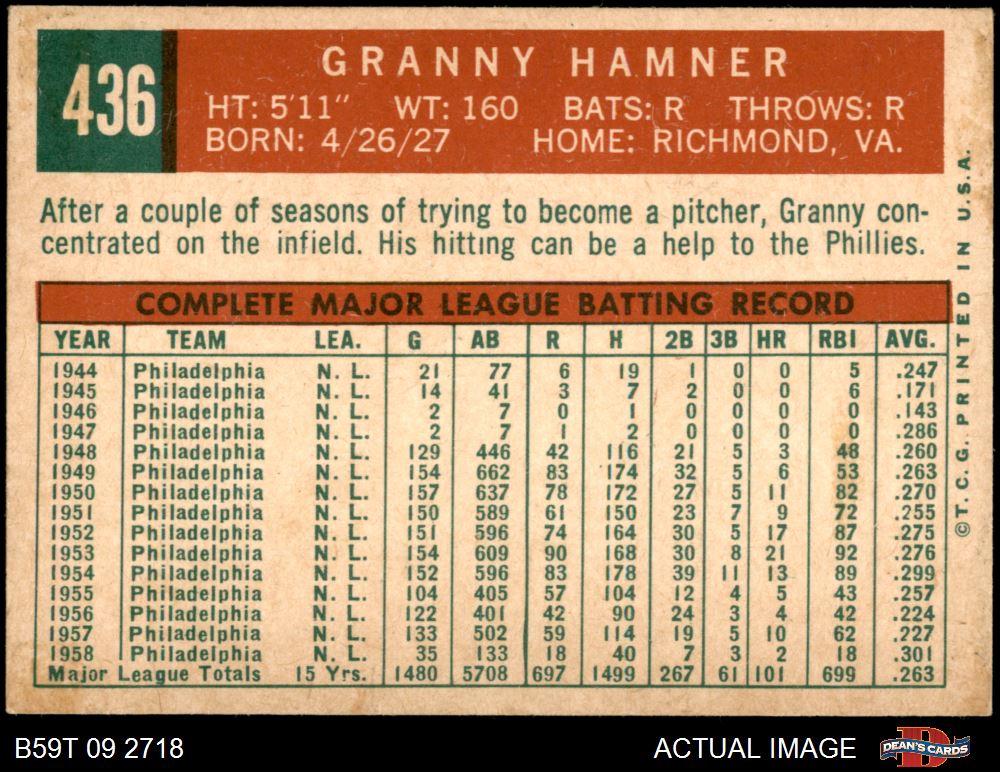 436
GRANNY HAMNER
HT: 5'11" WT: 160 BATS: R THROWS: R
BORN: 4/26/27 HOME: RICHMOND, VA.
After a couple of seasons of trying to become a pitcher, Granny con-
centrated on the infield. His hitting can be a help to the Phillies.
COMPLETE MAJOR LEAGUE BATTING RECORD
YEAR TEAM LEA. G AB R H 2B 3B HR RBI AVG.
1944 Philadelphia N. L. 21 77 6 19 1 0 0 5 .247
1945 Philadelphia N. L. 14 41 3 7 2 0 0 6 .171
1946 Philadelphia N. L. 2 7 0 1 0 0 0 0 .143
1947 Philadelphia N. L. 2 7 1 2 0 0 0 0 .286
1948 Philadelphia N. L. 129 446 42 116 21 5 3 48 .260
1949 Philadelphia N. L. 154 662 83 174 32 5 6 53 .263
1950 Philadelphia N. L. 157 637 78 172 27 5 11 82 .270
1951 Philadelphia N. L. 150 589 61 150 23 7 9 72 .255
1952 Philadelphia N. L. 151 596 74 164 30 5 17 87 .275
1953 Philadelphia N. L. 154 609 90 168 30 8 21 92 .276
1954 Philadelphia N. L. 152 596 83 178 39 11 13 89 .299
1955 Philadelphia N. L. 104 405 57 104 12 4 5 43 .257
1956 Philadelphia N. L. 122 401 42 90 24 3 4 42 .224
1957 Philadelphia N. L. 133 502 59 114 19 5 10 62 .227
1958 Philadelphia N. L. 35 133 18 40 7 3 2 18 .301
Major League Totals 15 Yrs. 1480 5708 697 1499 267 61 101 699 .263
©T.C.G. PRINTED IN U.S.A.
B59T 09 2718
ACTUAL IMAGE
D
DEAN'S CARDS